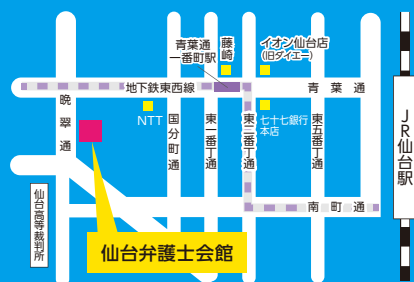 青葉通
一番町駅
藤崎
イオン仙台店
(旧ダイエー)
地下鉄東西線
青葉通
晩翠通
NTT
国分町通
東一番丁通
東二番丁通
七十七銀行
本店
東五番丁通
JR仙台駅
仙台高等裁判所
南町通
仙台弁護士会館